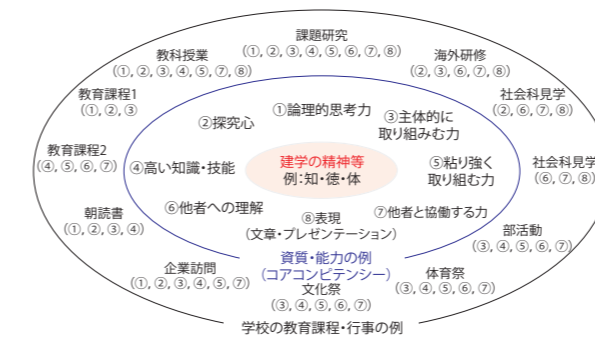 課題研究
(①, ②, ③, ④, ⑤, ⑥, ⑦, ⑧)
教科授業
(①, ②, ③, ④, ⑤, ⑦, ⑧)
海外研修
(②, ③, ⑥, ⑦, ⑧)
教育課程1
(①, ②, ③
社会科見学
(②, ⑥, ⑦, ⑧)
①論理的思考力
②探究心
③主体的に
取り組みむ力
教育課程2
(④, ⑤, ⑥, ⑦)
④高い知識・技能
建学の精神等
例：知・徳・体
⑤粘り強く
取り組む力
社会科見学
(⑥, ⑦, ⑧)
朝読書
(①, ②, ③, ④)
⑥他者への理解
⑧表現
(文章・プレゼンテーション)
⑦他者と協働する力
部活動
(③, ④, ⑤, ⑥, ⑦)
企業訪問
(①, ②, ③, ④, ⑤, ⑦)
資質・能力の例
(コアコンピテンシー)
文化祭
(③, ④, ⑤, ⑥, ⑦)
体育祭
(③, ④, ⑤, ⑥, ⑦)
学校の教育課程・行事の例